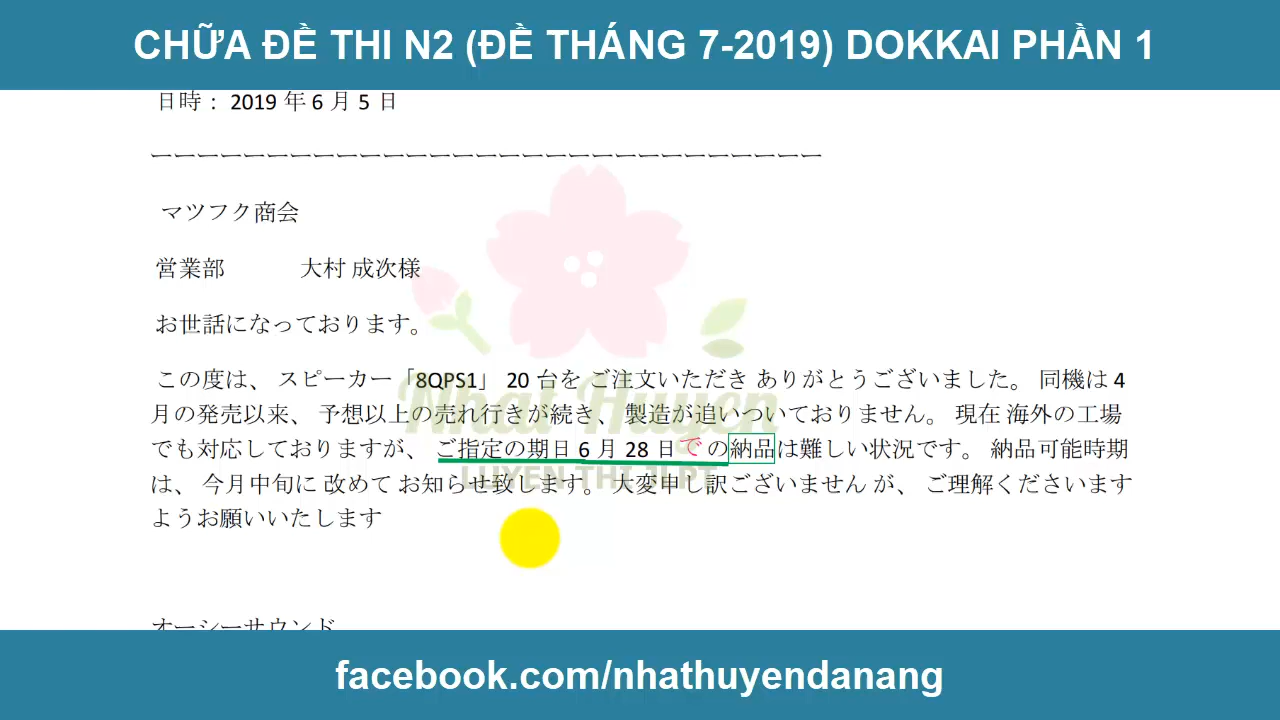 CHỮA ĐỀ THI N2 (ĐỀ THÁNG 7-2019) DOKKAI PHẦN 1
日時： 2019 年 6 月 5 日
ーーーーーーーーーーーーーーーーーーーーーーーーーーーーー
マツフク商会
営業部 大村 成次様
お世話になっております。
この度は、 スピーカー「8QPS1」 20 台を ご注文いただき ありがとうございました。 同機は 4
月の発売以来、 予想以上の売れ行きが続き、 製造が追いついておりません。 現在 海外の工場
でも対応しておりますが、 ご指定の期日 6 月 28 日での納品は難しい状況です。 納品可能時期
は、 今月中旬に 改めて お知らせ致します。 大変申し訳ございません が、 ご理解くださいます
ようお願いいたします
オーシーサウンド
Nhat Huyen
LUYEN THI JLPT
facebook.com/nhathuyendanang